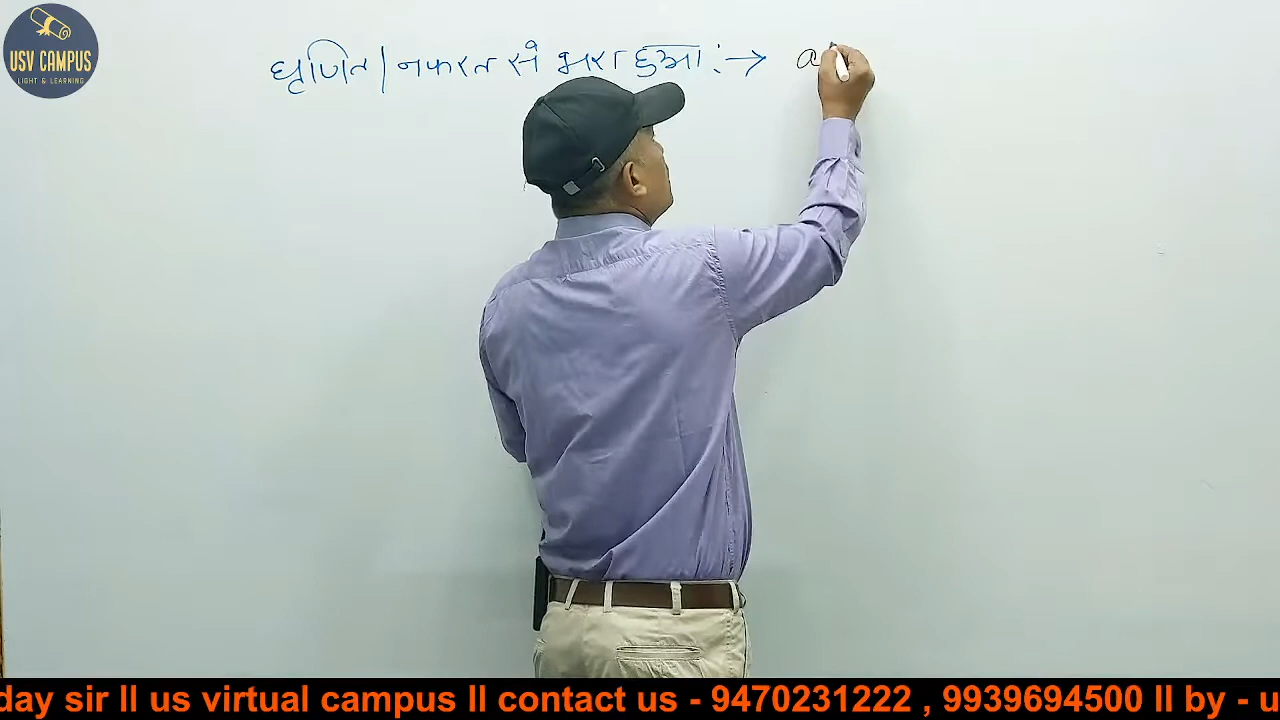 USV CAMPUS
LIGHT & LEARNING
घृणित/नफरत से भरा हुआ :→ a
day sir ll us virtual campus ll contact us - 9470231222 , 9939694500 ll by - u